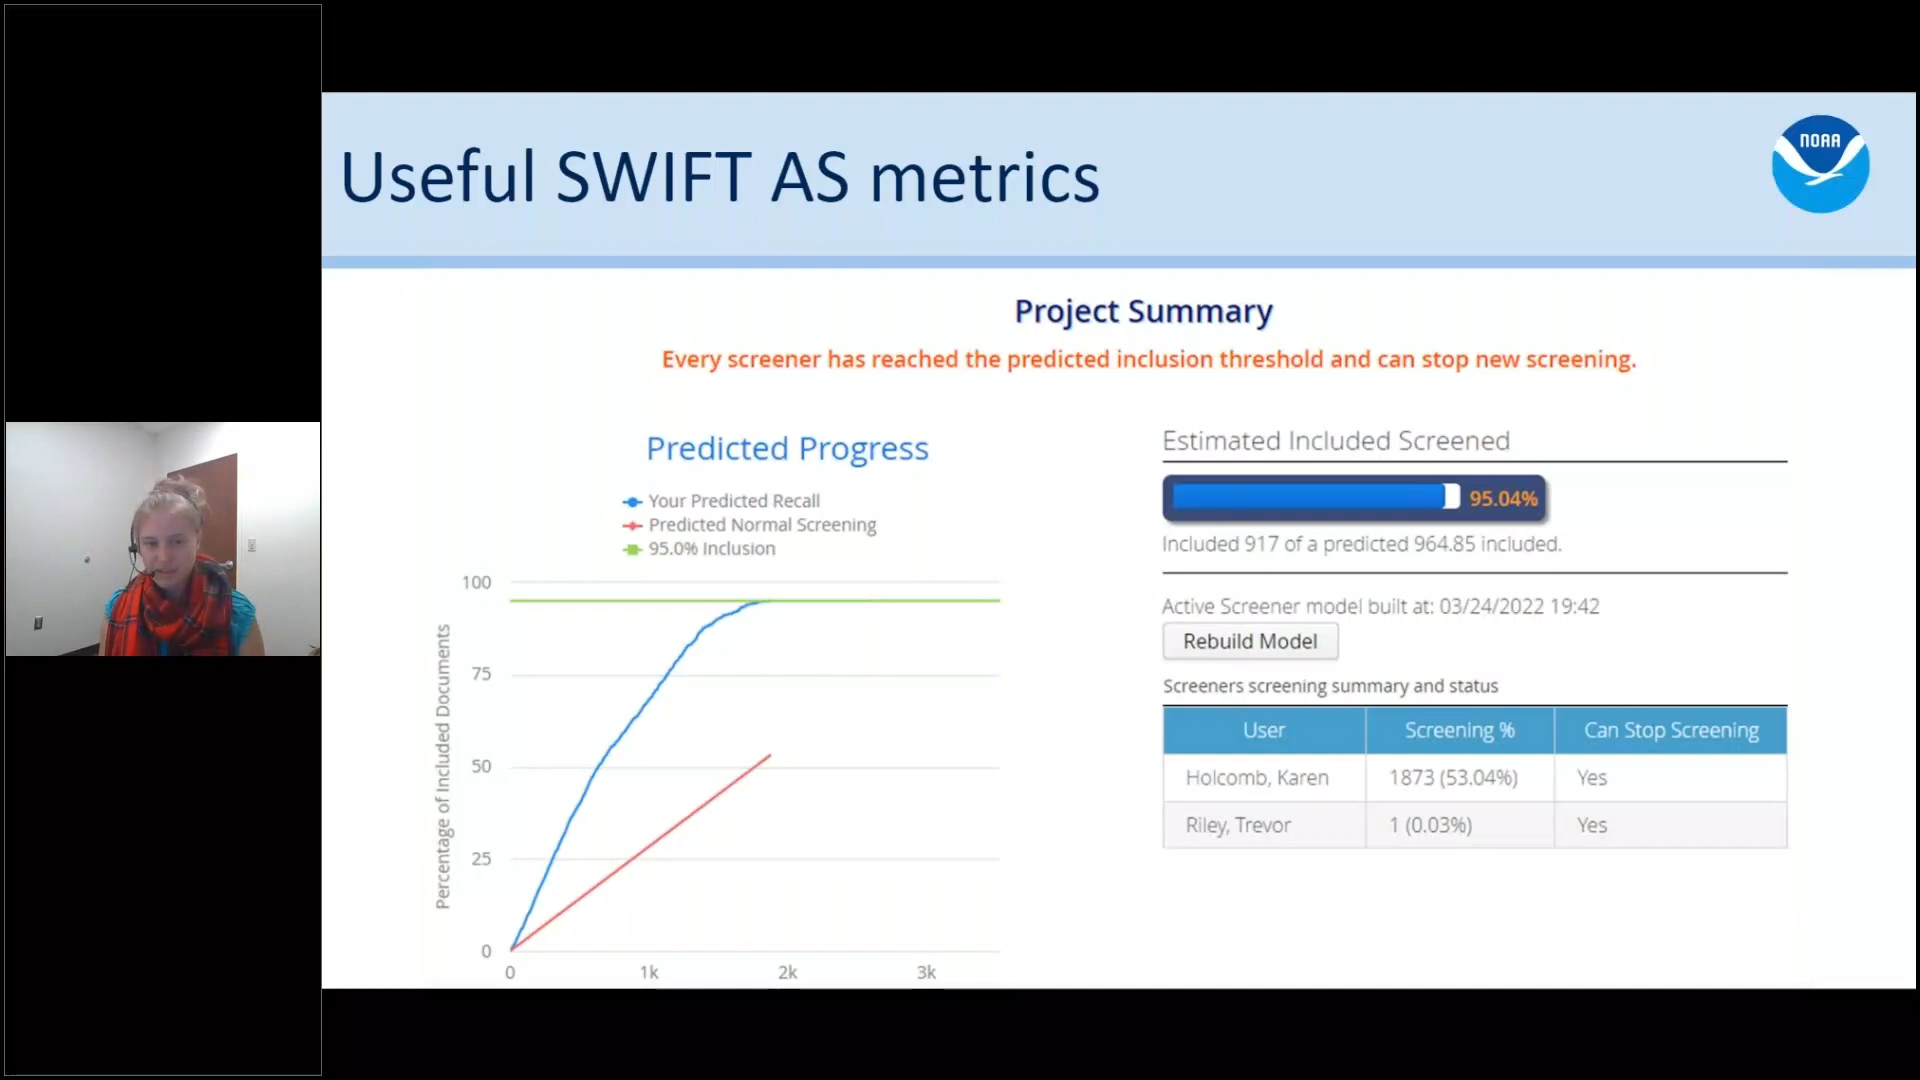 Useful SWIFT AS metrics
NOAA
Project Summary
Every screener has reached the predicted inclusion threshold and can stop new screening.
Predicted Progress
Your Predicted Recall
Predicted Normal Screening
95.0% Inclusion
Percentage of Included Documents
100
75
50
25
0
0 1k 2k 3k
Estimated Included Screened
95.04%
Included 917 of a predicted 964.85 included.
Active Screener model built at: 03/24/2022 19:42
Rebuild Model
Screeners screening summary and status
User Screening % Can Stop Screening
Holcomb, Karen 1873 (53.04%) Yes
Riley, Trevor 1 (0.03%) Yes